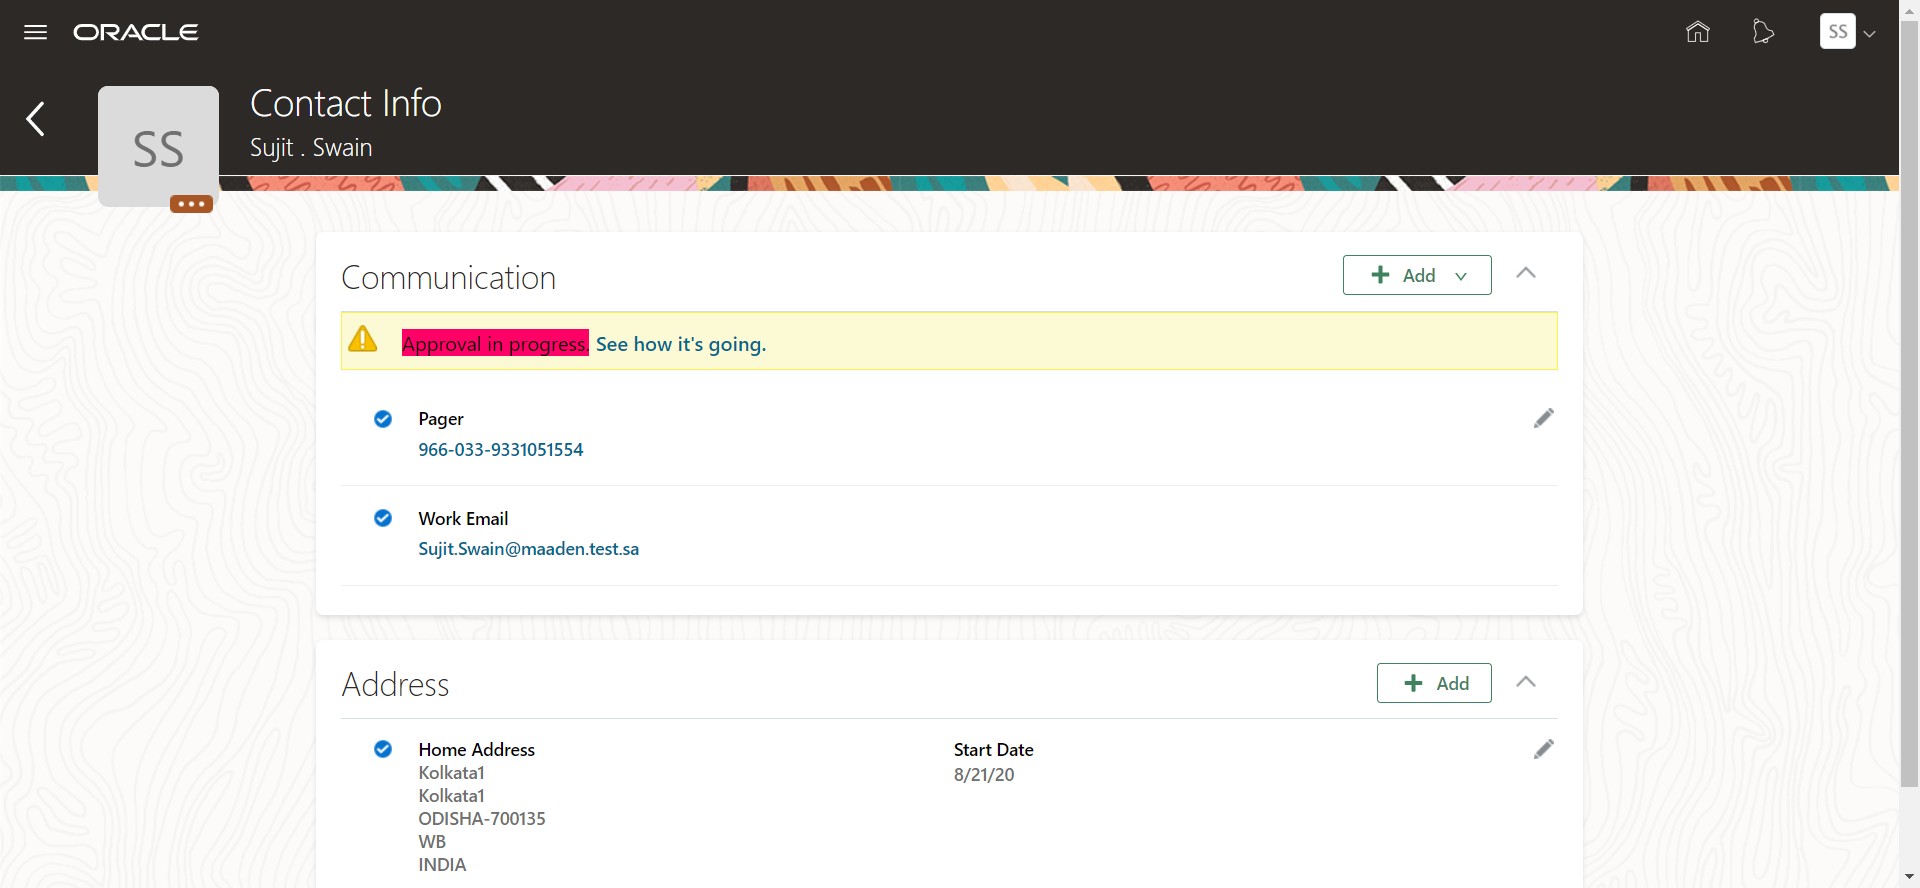 ORACLE
SS
Contact Info
SS
Sujit . Swain
Communication
Add
Approval in progress. See how it's going.
Pager
966-033-9331051554
Work Email
Sujit.Swain@maaden.test.sa
Address
Add
Home Address
Start Date
Kolkata1
8/21/20
Kolkata1
ODISHA-700135
WB
INDIA